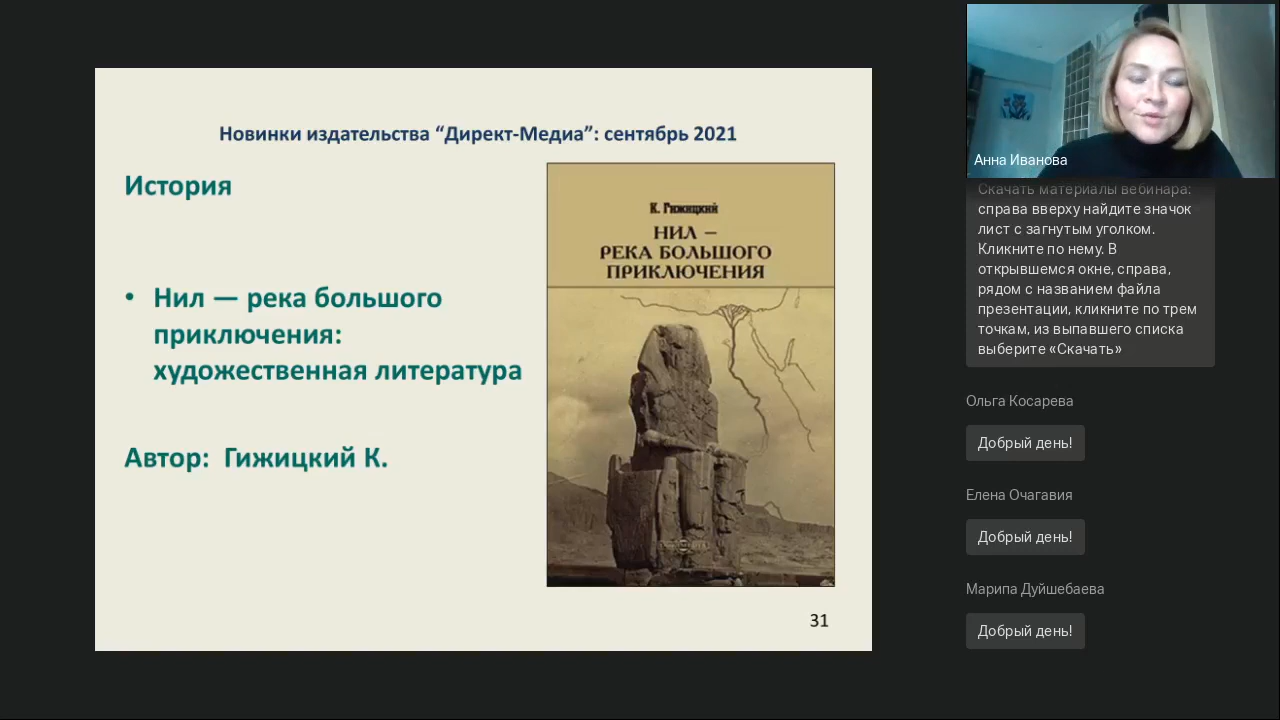 Новинки издательства “Директ-Медиа”: сентябрь 2021
История
• Нил — река большого
приключения:
художественная литература
Автор: Гижицкий К.
К. Гижицкий
НИЛ —
РЕКА БОЛЬШОГО
ПРИКЛЮЧЕНИЯ
31
Анна Иванова
Скачать материалы вебинара:
справа вверху найдите значок
лист с загнутым уголком.
Кликните по нему. В
открывшемся окне, справа,
рядом с названием файла
презентации, кликните по трем
точкам, из выпавшего списка
выберите «Скачать»
Ольга Косарева
Добрый день!
Елена Очагавия
Добрый день!
Марипа Дуйшебаева
Добрый день!